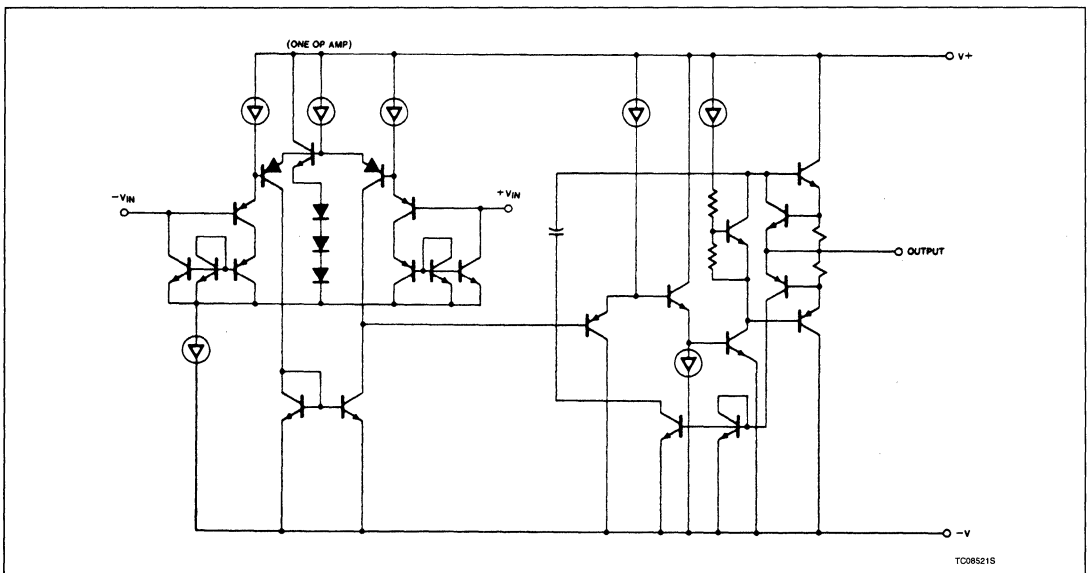 (ONE OP AMP)
V+
-VIN
+VIN
OUTPUT
-V
TC08521S